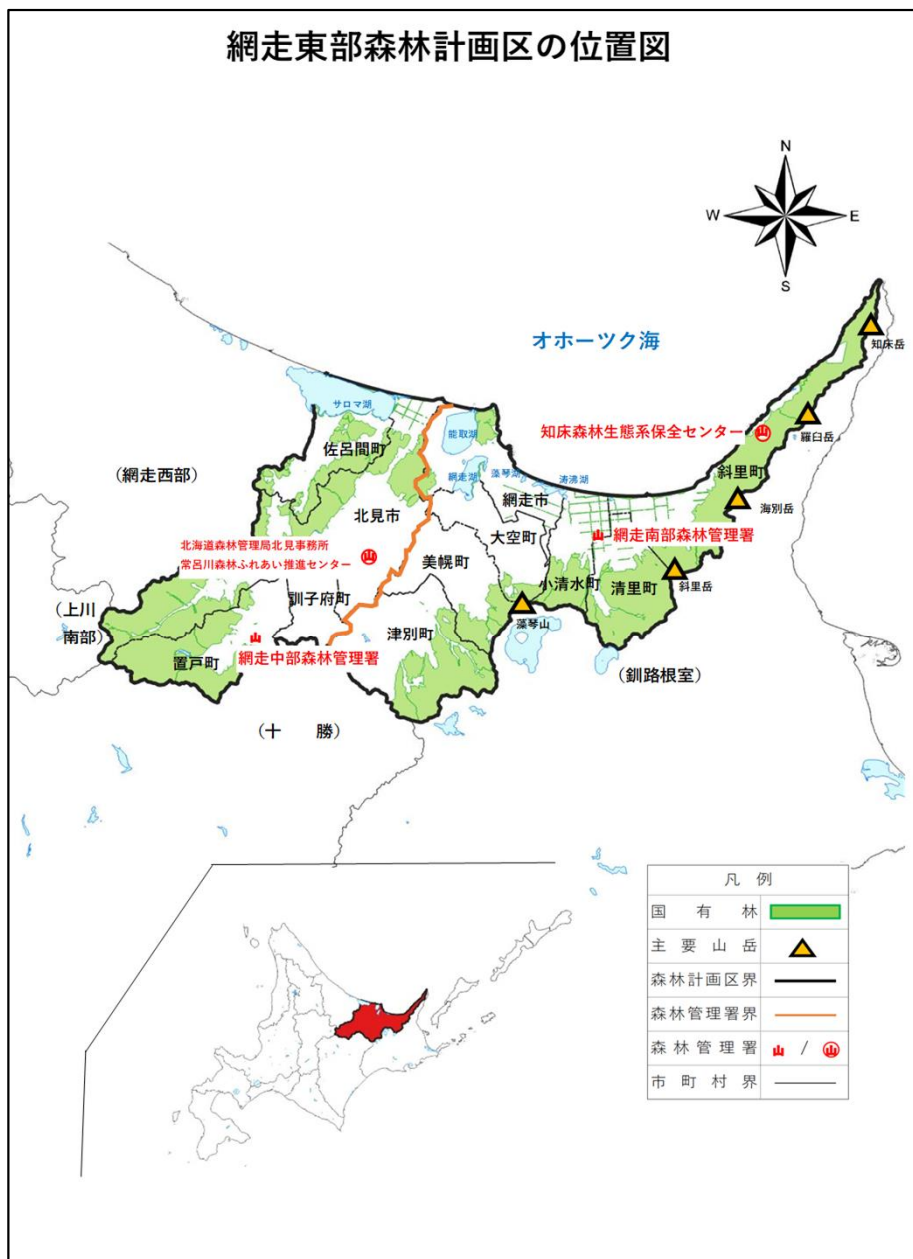 網走東部森林計画区の位置図
N
W
E
S
オホーツク海
知床岳
サロマ湖
能取湖
知床森林生態系保全センター
羅臼岳
佐呂間町
網走湖
藻琴湖
濤沸湖
斜里町
(網走西部)
網走市
海別岳
北見市
大空町
網走南部森林管理署
北海道森林管理局北見事務所
常呂川森林ふれあい推進センター
美幌町
小清水町
清里町
斜里岳
訓子府町
藻琴山
(上川
南部)
津別町
網走中部森林管理署
置戸町
(釧路根室)
(十 勝)
凡 例
国有林
主要山岳
森林計画区界
森林管理署界
森林管理署
山 / 山
市町村界